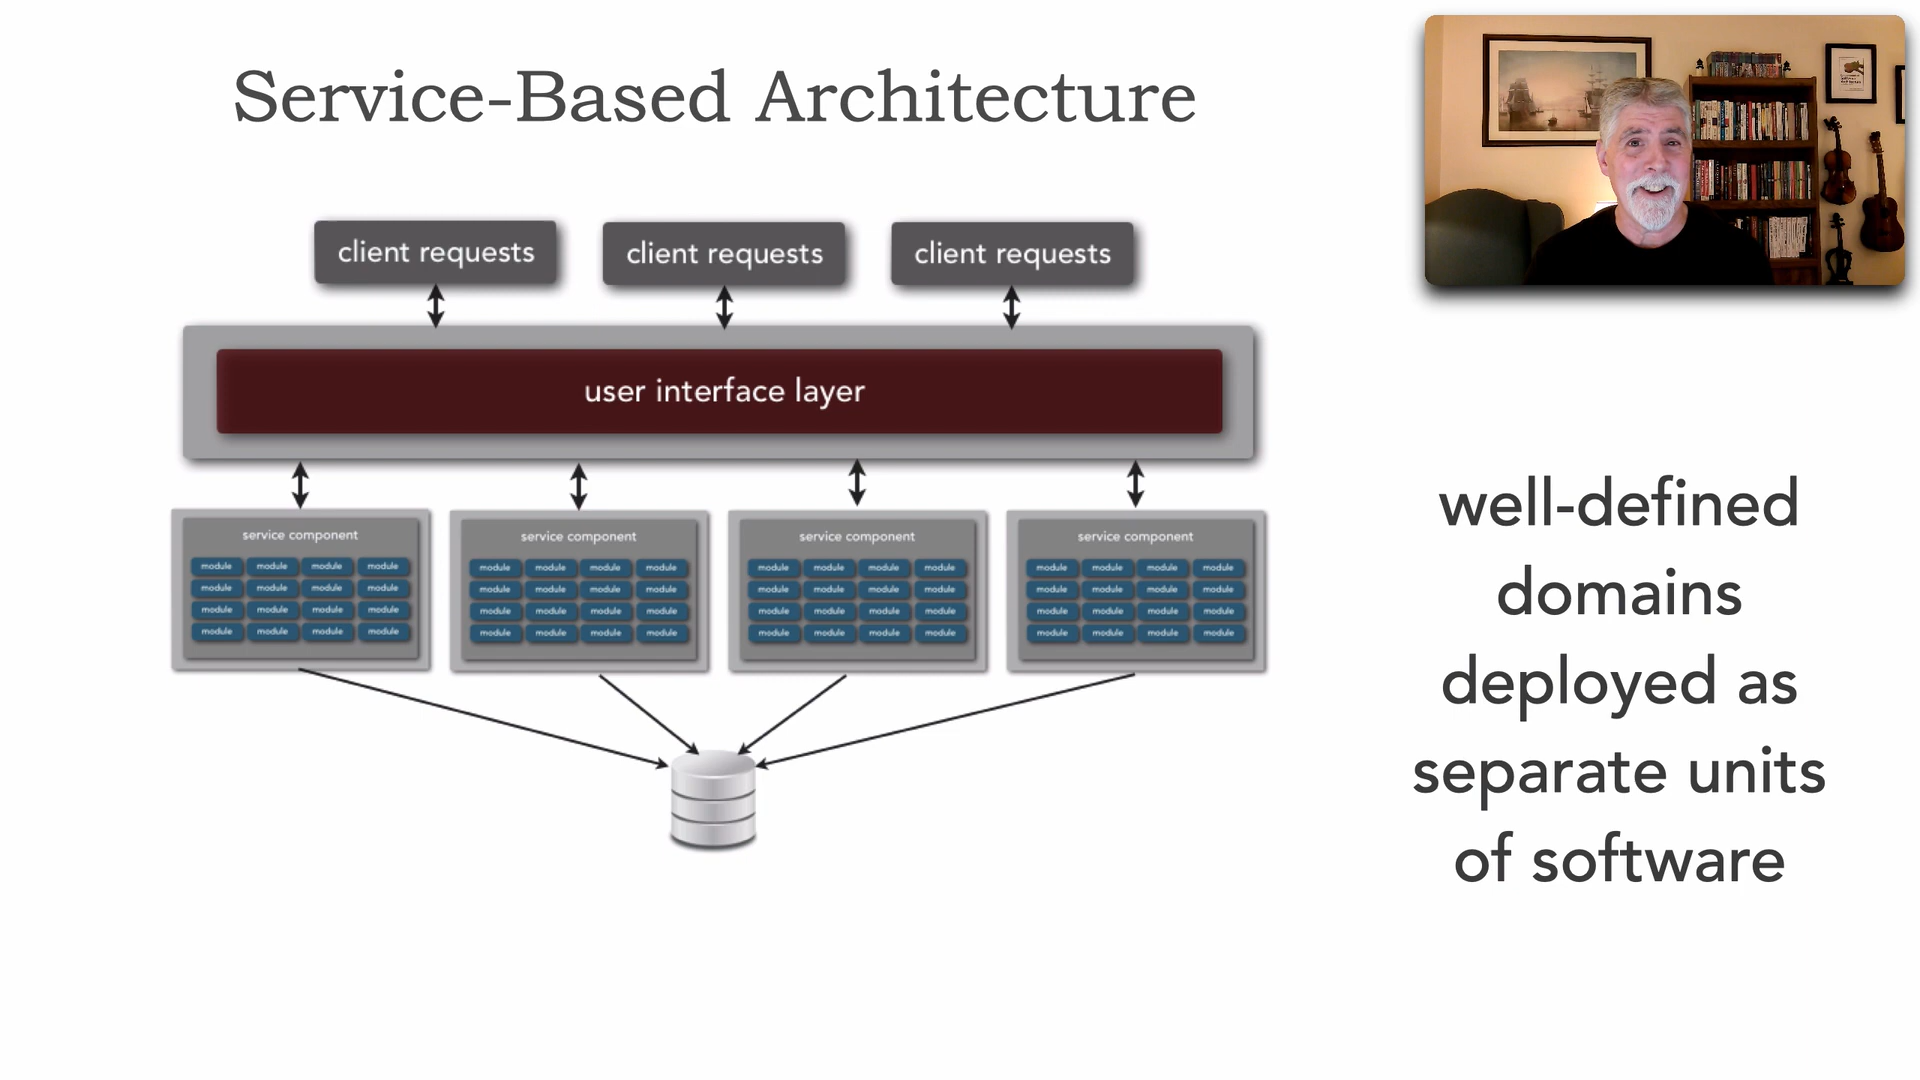 Service-Based Architecture
client requests client requests client requests
user interface layer
service component service component service component service component
module module module module module module module module module module module module module module module module
module module module module module module module module module module module module module module module module
module module module module module module module module module module module module module module module module
module module module module module module module module module module module module module module module module
well-defined
domains
deployed as
separate units
of software